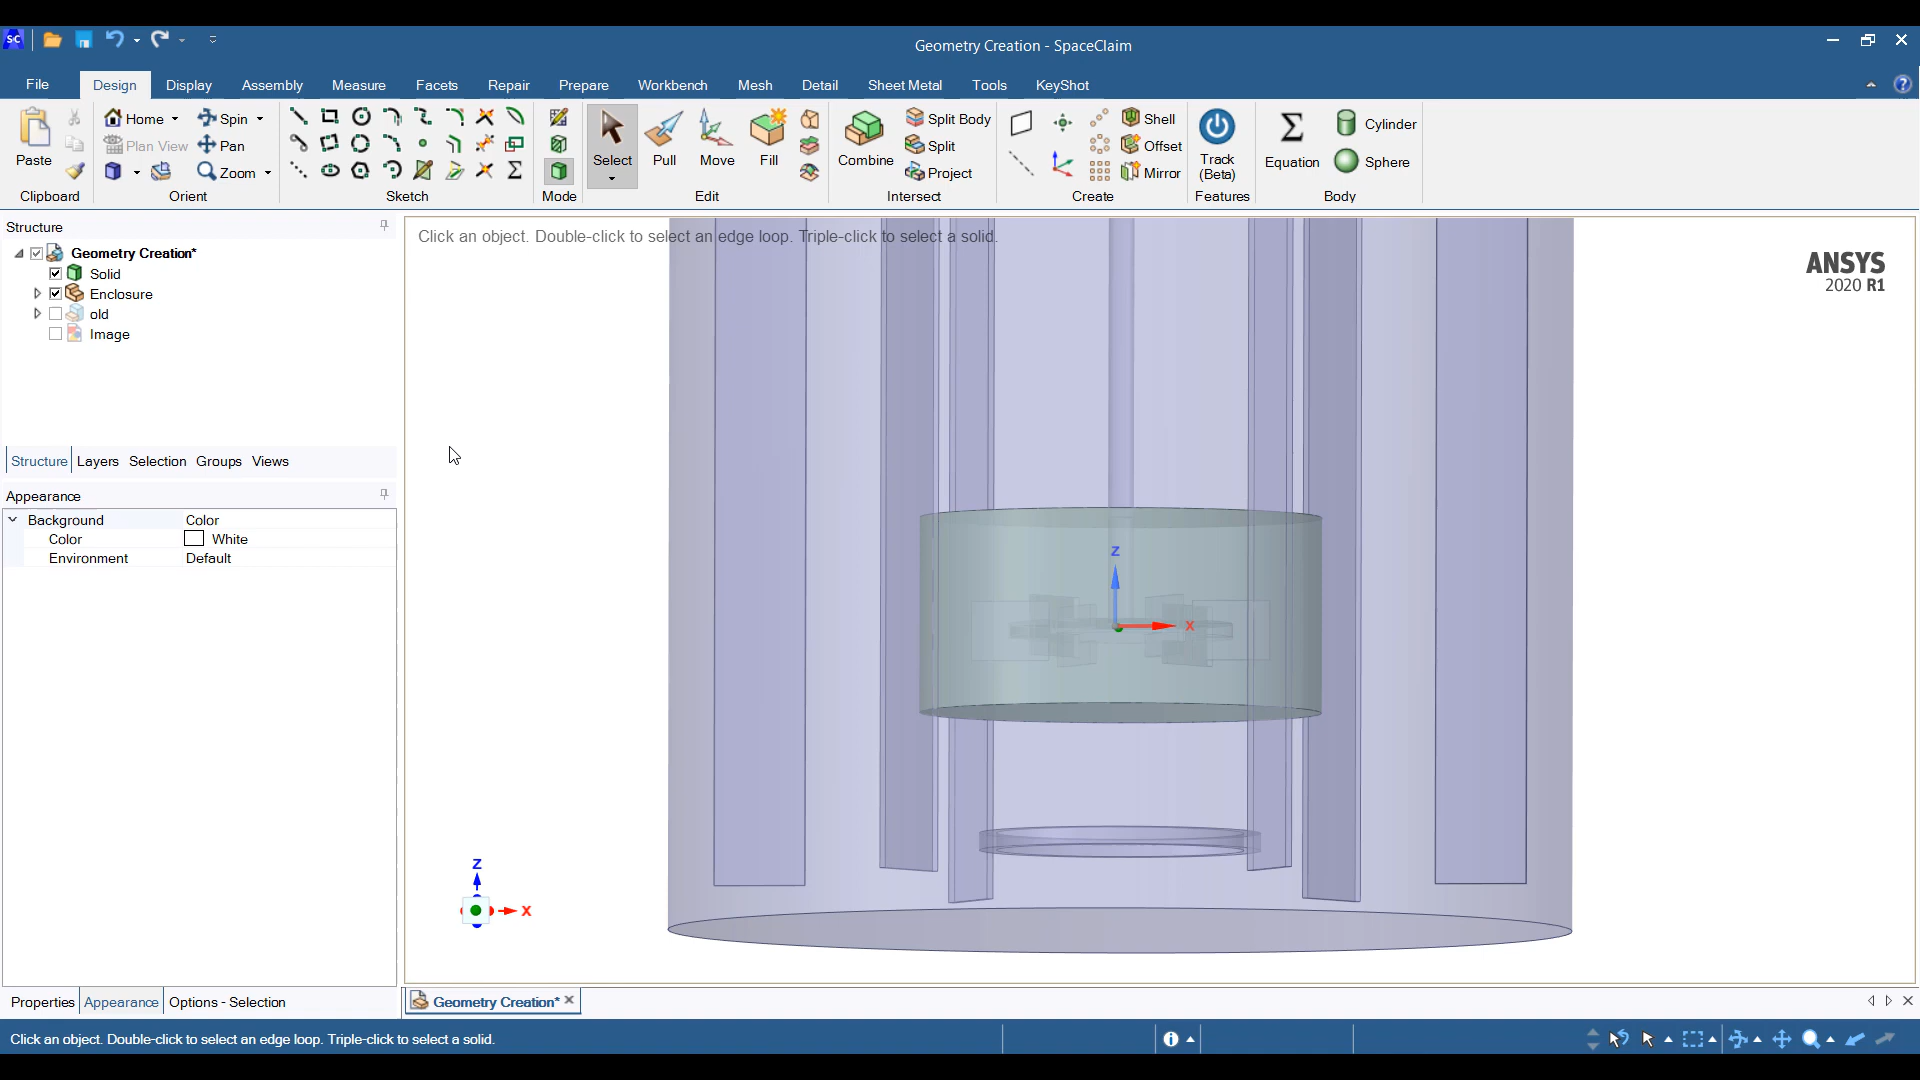 SC
Geometry Creation - SpaceClaim
File Design Display Assembly Measure Facets Repair Prepare Workbench Mesh Detail Sheet Metal Tools KeyShot
Paste
Clipboard
Home Spin
Plan View Pan
Zoom
Orient
Sketch
Mode
Select Pull Move Fill
Edit
Combine
Split Body
Split
Project
Intersect
Shell
Offset
Mirror
Create
Track
(Beta)
Features
Equation
Cylinder
Sphere
Body
Structure
Geometry Creation*
Solid
Enclosure
old
Image
Structure Layers Selection Groups Views
Appearance
Background Color
Color White
Environment Default
Properties Appearance Options - Selection
Click an object. Double-click to select an edge loop. Triple-click to select a solid.
ANSYS
2020 R1
Z
X
Z
X
Geometry Creation*
Click an object. Double-click to select an edge loop. Triple-click to select a solid.